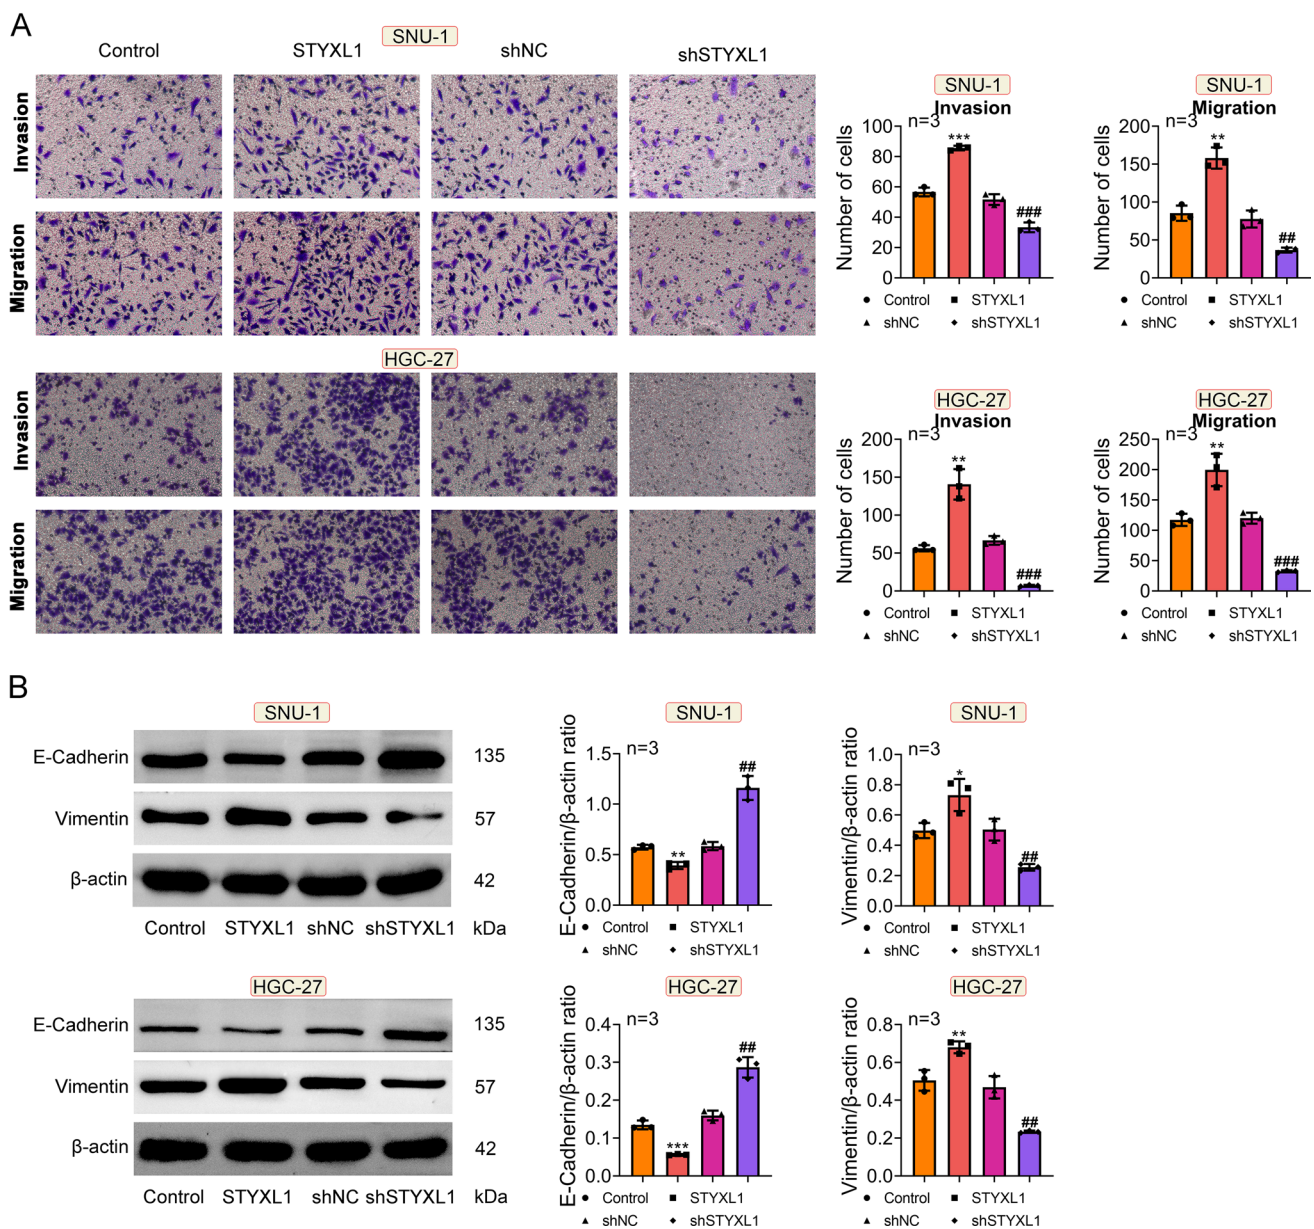 A
SNU-1
Control STYXL1 shNC shSTYXL1
Invasion
Migration
HGC-27
Invasion
Migration
SNU-1
Invasion
n=3
Number of cells
100
80
60
40
20
0
***
###
Control STYXL1
shNC shSTYXL1
SNU-1
Migration
n=3
Number of cells
200
150
100
50
0
**
##
Control STYXL1
shNC shSTYXL1
HGC-27
Invasion
n=3
Number of cells
200
150
100
50
0
**
###
Control STYXL1
shNC shSTYXL1
HGC-27
Migration
n=3
Number of cells
250
200
150
100
50
0
**
###
Control STYXL1
shNC shSTYXL1
B
SNU-1
E-Cadherin 135
Vimentin 57
β-actin 42
Control STYXL1 shNC shSTYXL1 kDa
SNU-1
n=3
E-Cadherin/β-actin ratio
1.5
1.0
0.5
0.0
**
##
Control STYXL1
shNC shSTYXL1
SNU-1
n=3
Vimentin/β-actin ratio
1.0
0.8
0.6
0.4
0.2
0.0
*
##
Control STYXL1
shNC shSTYXL1
HGC-27
E-Cadherin 135
Vimentin 57
β-actin 42
Control STYXL1 shNC shSTYXL1 kDa
HGC-27
n=3
E-Cadherin/β-actin ratio
0.4
0.3
0.2
0.1
0.0
***
##
Control STYXL1
shNC shSTYXL1
HGC-27
n=3
Vimentin/β-actin ratio
0.8
0.6
0.4
0.2
0.0
**
##
Control STYXL1
shNC shSTYXL1